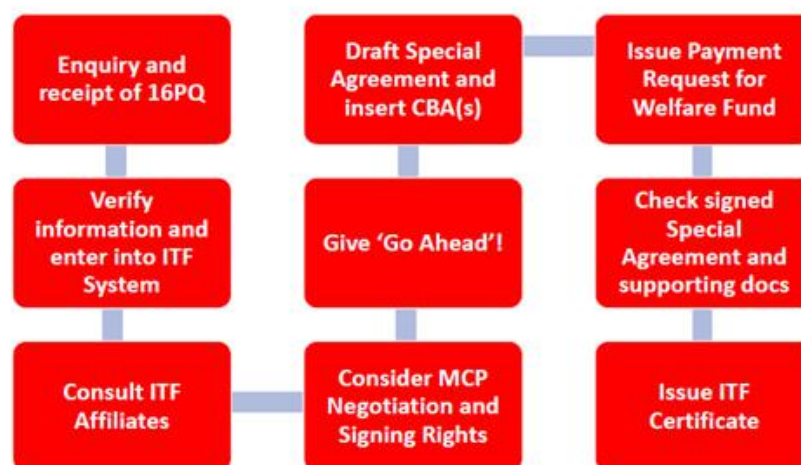 Enquiry and
receipt of 16PQ
Verify
information and
enter into ITF
System
Consult ITF
Affiliates
Consider MCP
Negotiation and
Signing Rights
Give ‘Go Ahead’!
Draft Special
Agreement and
insert CBA(s)
Issue Payment
Request for
Welfare Fund
Check signed
Special
Agreement and
supporting docs
Issue ITF
Certificate